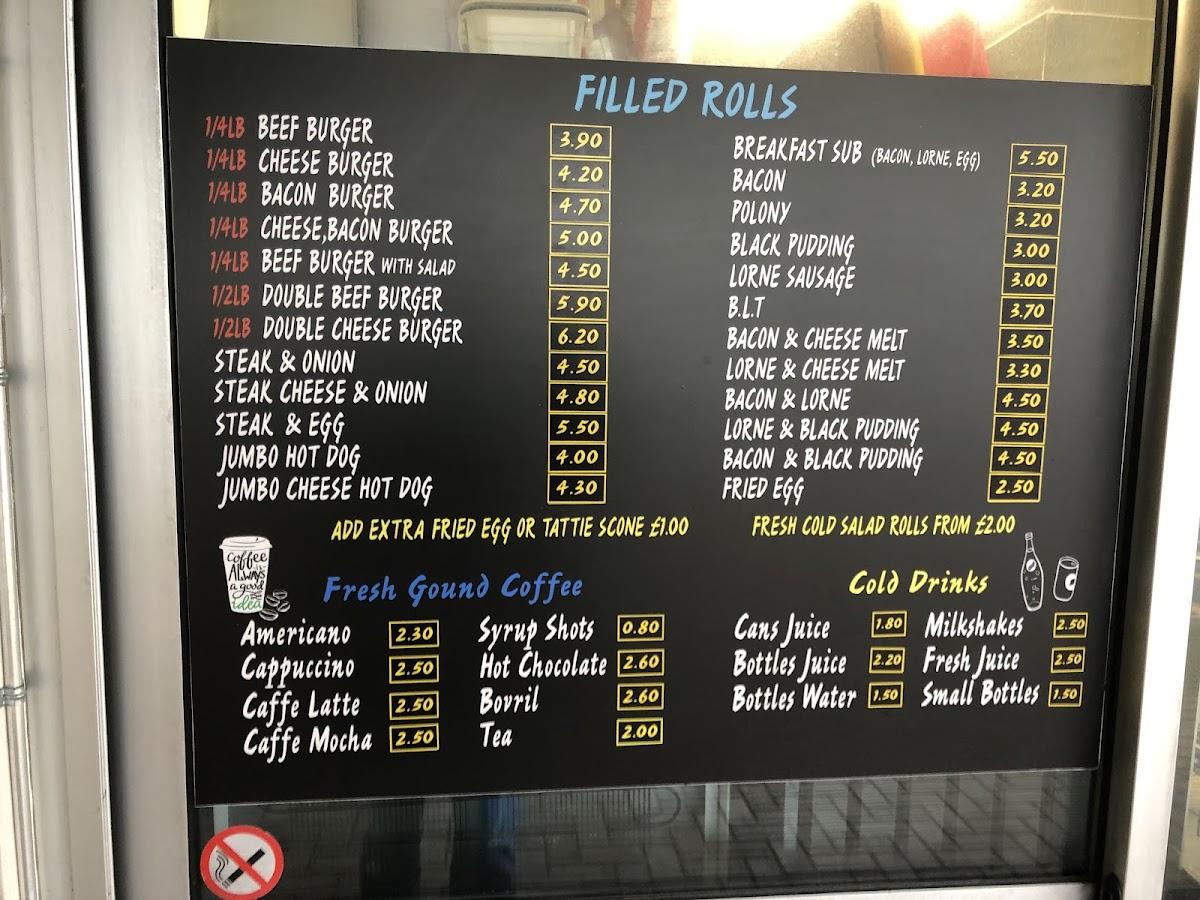 FILLED ROLLS
1/4LB BEEF BURGER 3.90
1/4LB CHEESE BURGER 4.20
1/4LB BACON BURGER 4.70
1/4LB CHEESE,BACON BURGER 5.00
1/4LB BEEF BURGER WITH SALAD 4.50
1/2LB DOUBLE BEEF BURGER 5.90
1/2LB DOUBLE CHEESE BURGER 6.20
STEAK & ONION 4.50
STEAK CHEESE & ONION 4.80
STEAK & EGG 5.50
JUMBO HOT DOG 4.00
JUMBO CHEESE HOT DOG 4.30
BREAKFAST SUB (BACON, LORNE, EGG) 5.50
BACON 3.20
POLONY 3.20
BLACK PUDDING 3.00
LORNE SAUSAGE 3.00
B.L.T 3.70
BACON & CHEESE MELT 3.50
LORNE & CHEESE MELT 3.30
BACON & LORNE 4.50
LORNE & BLACK PUDDING 4.50
BACON & BLACK PUDDING 4.50
FRIED EGG 2.50
ADD EXTRA FRIED EGG OR TATTIE SCONE £1.00
FRESH COLD SALAD ROLLS FROM £2.00
coffee
is
ALWAYS
a good
idea
Fresh Gound Coffee
Americano 2.30
Cappuccino 2.50
Caffe Latte 2.50
Caffe Mocha 2.50
Syrup Shots 0.80
Hot Chocolate 2.60
Bovril 2.60
Tea 2.00
Cold Drinks
Cans Juice 1.80
Bottles Juice 2.20
Bottles Water 1.50
Milkshakes 2.50
Fresh Juice 2.50
Small Bottles 1.50